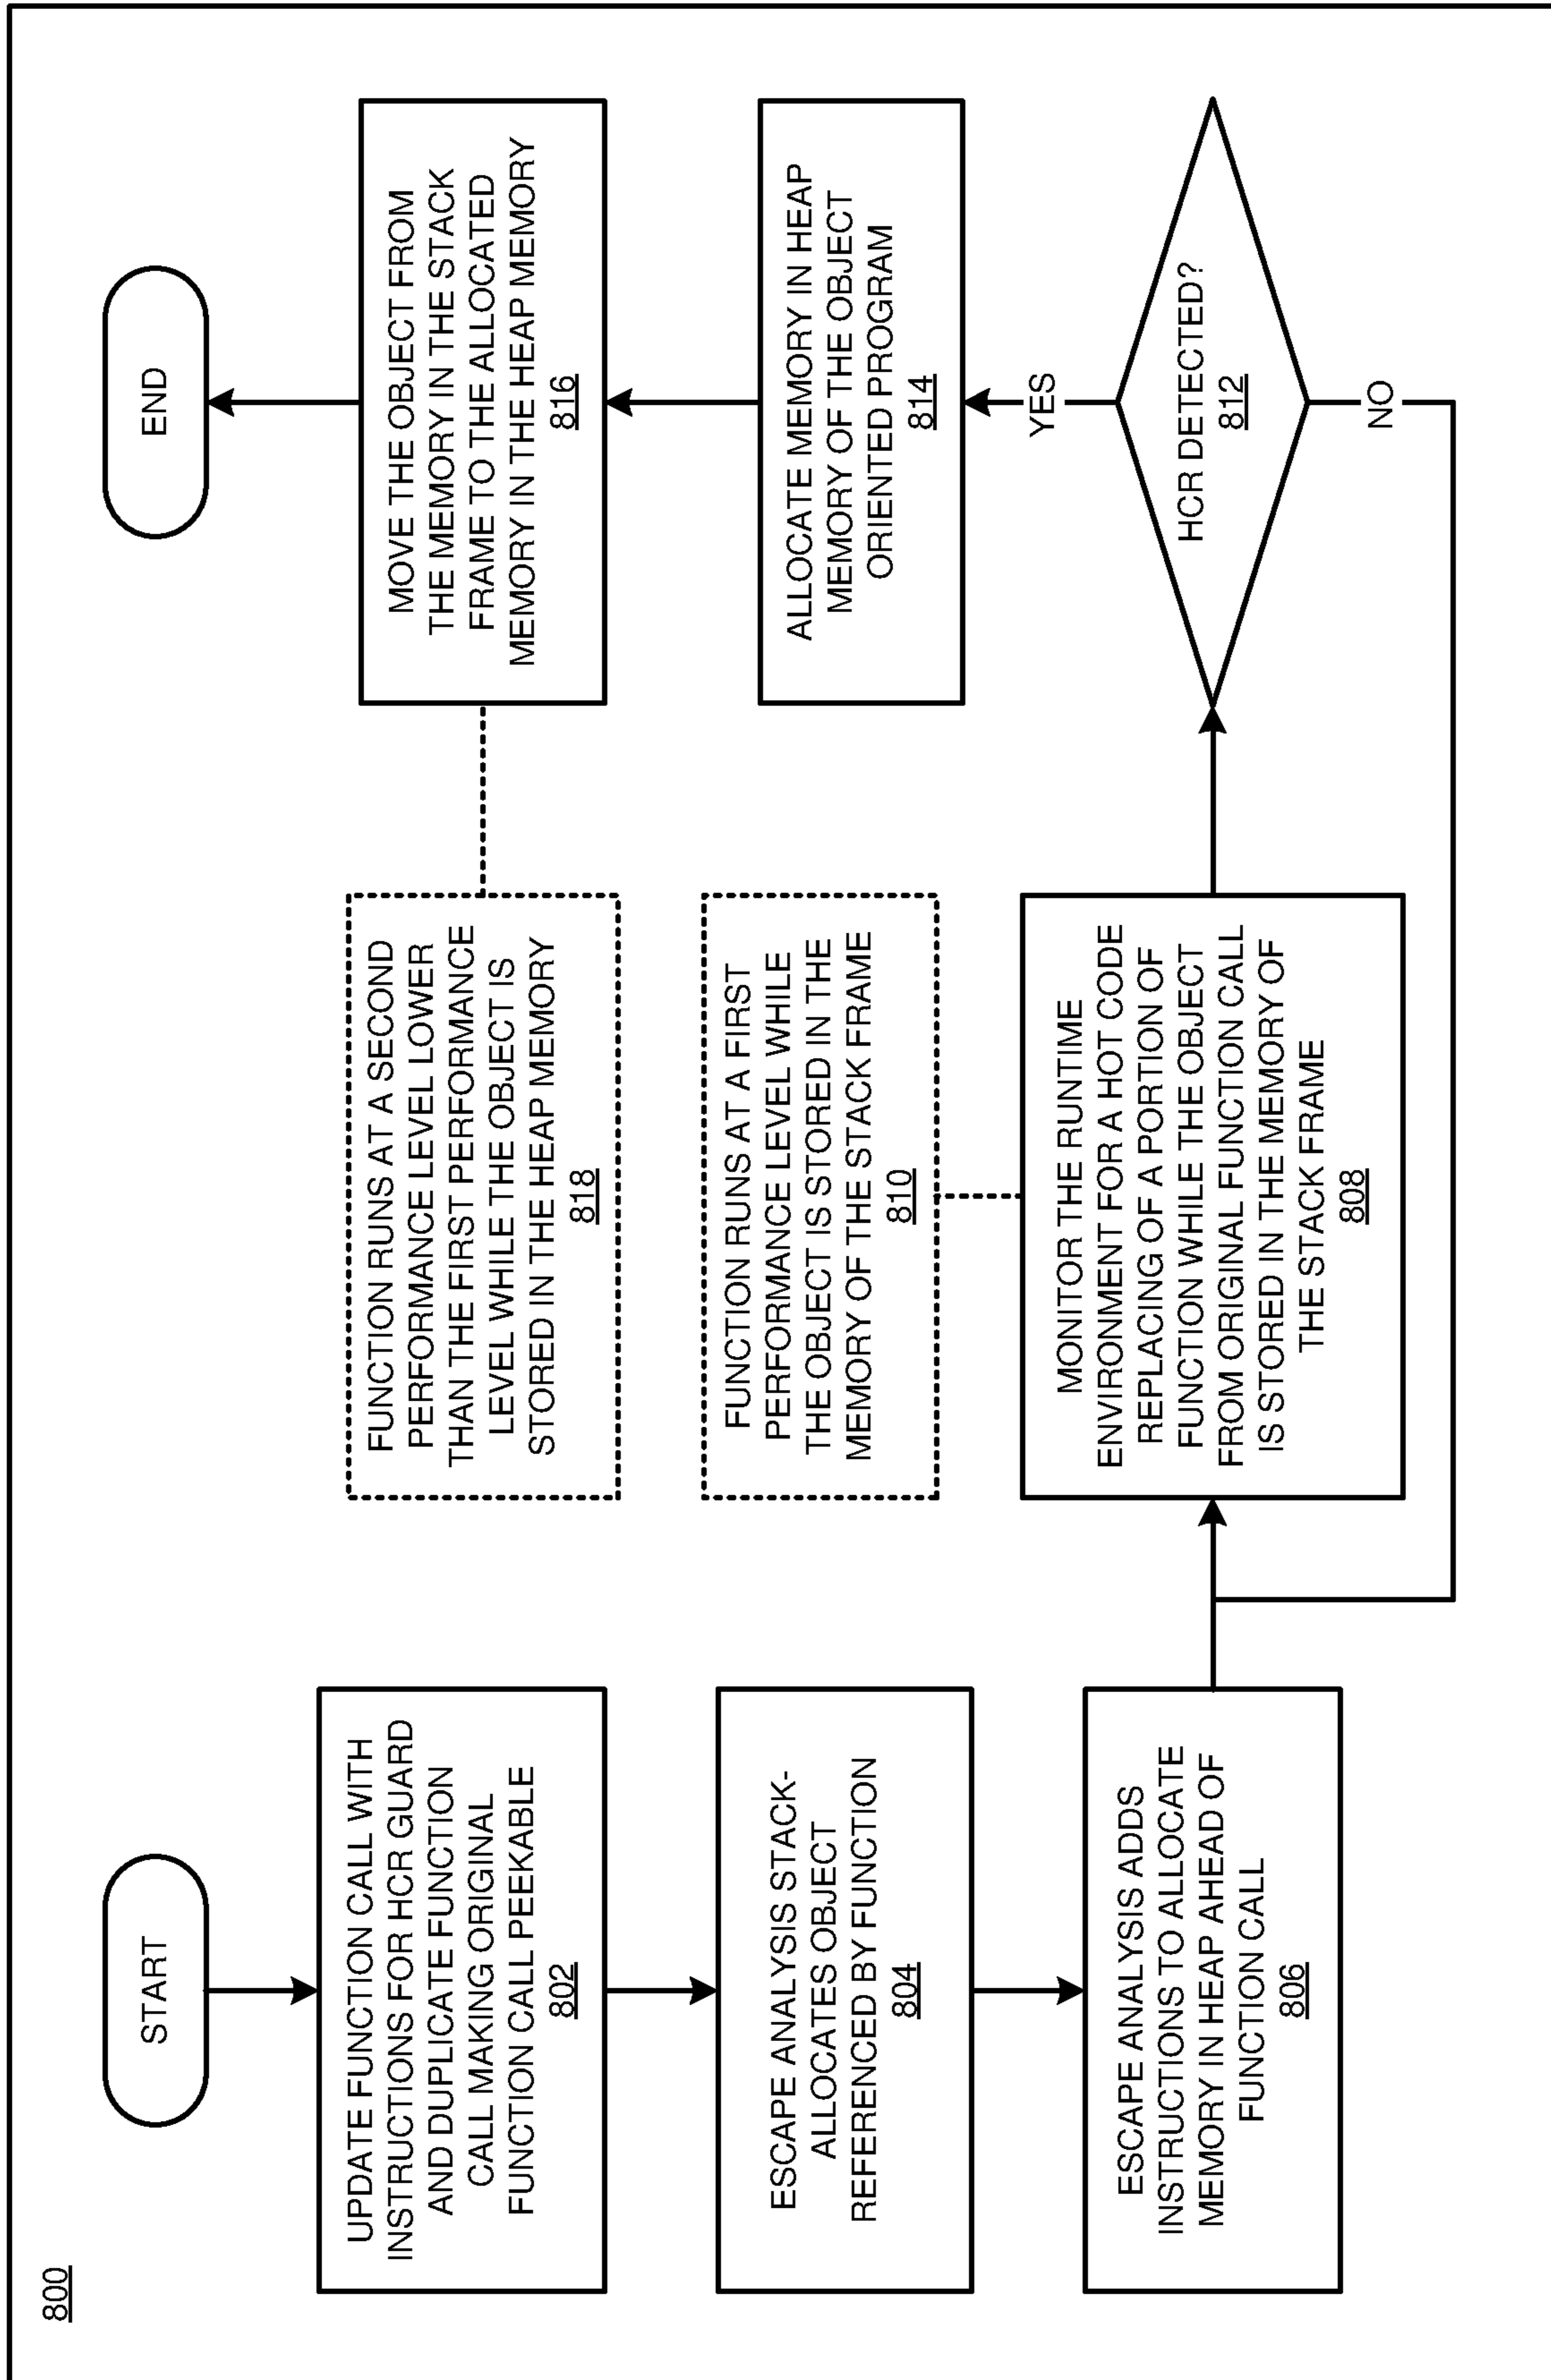 800
START
UPDATE FUNCTION CALL WITH
INSTRUCTIONS FOR HCR GUARD
AND DUPLICATE FUNCTION
CALL MAKING ORIGINAL
FUNCTION CALL PEEKABLE
802
ESCAPE ANALYSIS STACK-
ALLOCATES OBJECT
REFERENCED BY FUNCTION
804
ESCAPE ANALYSIS ADDS
INSTRUCTIONS TO ALLOCATE
MEMORY IN HEAP AHEAD OF
FUNCTION CALL
806
FUNCTION RUNS AT A SECOND
PERFORMANCE LEVEL LOWER
THAN THE FIRST PERFORMANCE
LEVEL WHILE THE OBJECT IS
STORED IN THE HEAP MEMORY
818
FUNCTION RUNS AT A FIRST
PERFORMANCE LEVEL WHILE
THE OBJECT IS STORED IN THE
MEMORY OF THE STACK FRAME
810
MONITOR THE RUNTIME
ENVIRONMENT FOR A HOT CODE
REPLACING OF A PORTION OF
FUNCTION WHILE THE OBJECT
FROM ORIGINAL FUNCTION CALL
IS STORED IN THE MEMORY OF
THE STACK FRAME
808
END
MOVE THE OBJECT FROM
THE MEMORY IN THE STACK
FRAME TO THE ALLOCATED
MEMORY IN THE HEAP MEMORY
816
ALLOCATE MEMORY IN HEAP
MEMORY OF THE OBJECT
ORIENTED PROGRAM
814
YES
HCR DETECTED?
812
NO